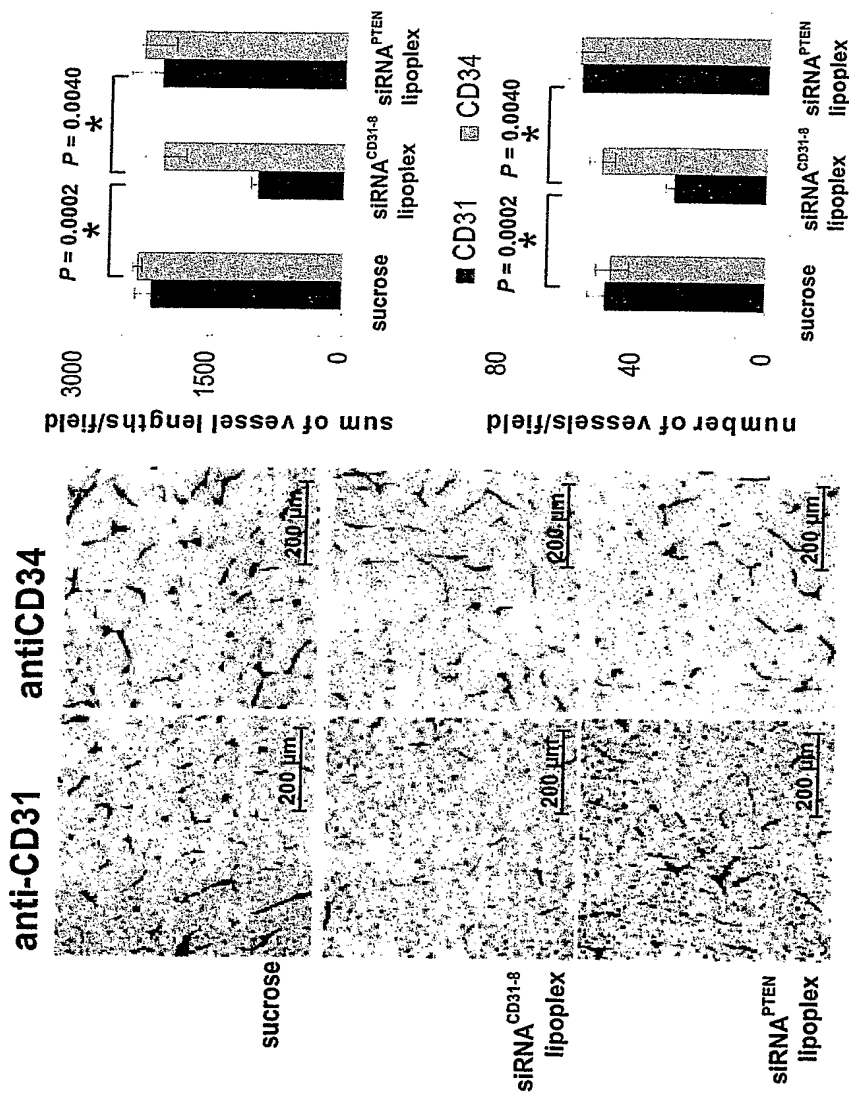 anti-CD31
antiCD34
sucrose
200 µm
200 µm
siRNA^CD31-8
lipoplex
200 µm
200 µm
siRNA^PTEN
lipoplex
200 µm
200 µm
sum of vessel lengths/field
3000
1500
0
P = 0.0002
*
P = 0.0040
*
sucrose
siRNA^CD31-8
lipoplex
siRNA^PTEN
lipoplex
CD31
CD34
number of vessels/field
80
40
0
P = 0.0002
*
P = 0.0040
*
sucrose
siRNA^CD31-8
lipoplex
siRNA^PTEN
lipoplex